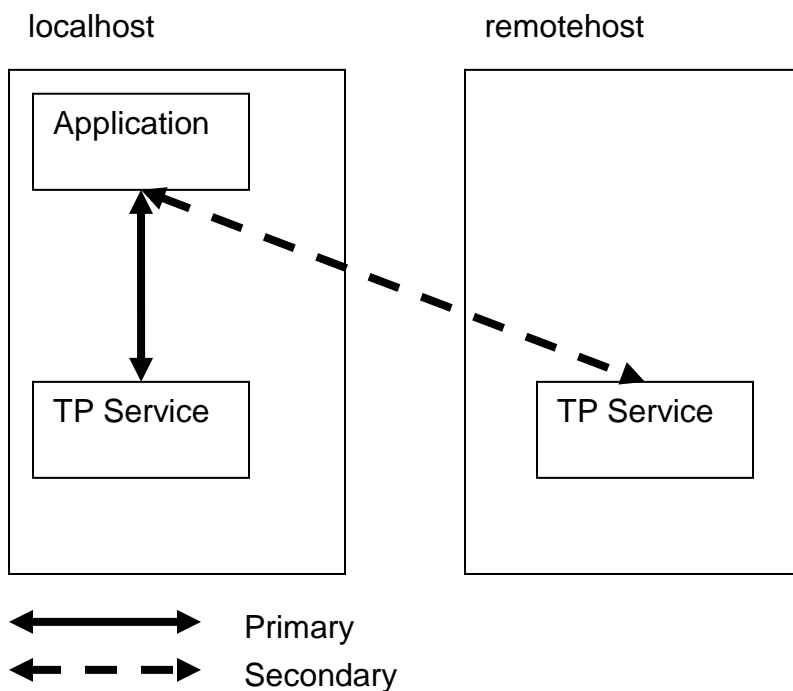 localhost
remotehost
Application
TP Service
TP Service
Primary
Secondary